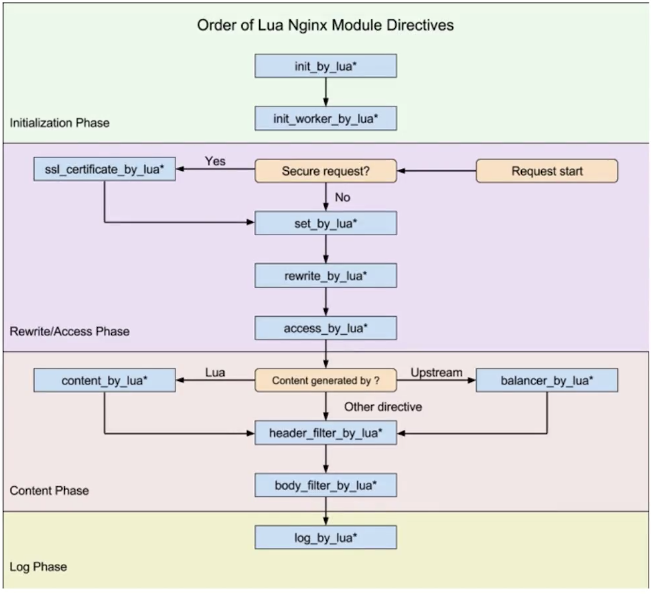 Order of Lua Nginx Module Directives
init_by_lua*
init_worker_by_lua*
Initialization Phase
ssl_certificate_by_lua*
Yes
Secure request?
Request start
No
set_by_lua*
rewrite_by_lua*
access_by_lua*
Rewrite/Access Phase
content_by_lua*
Lua
Content generated by ?
Upstream
balancer_by_lua*
Other directive
header_filter_by_lua*
body_filter_by_lua*
Content Phase
log_by_lua*
Log Phase